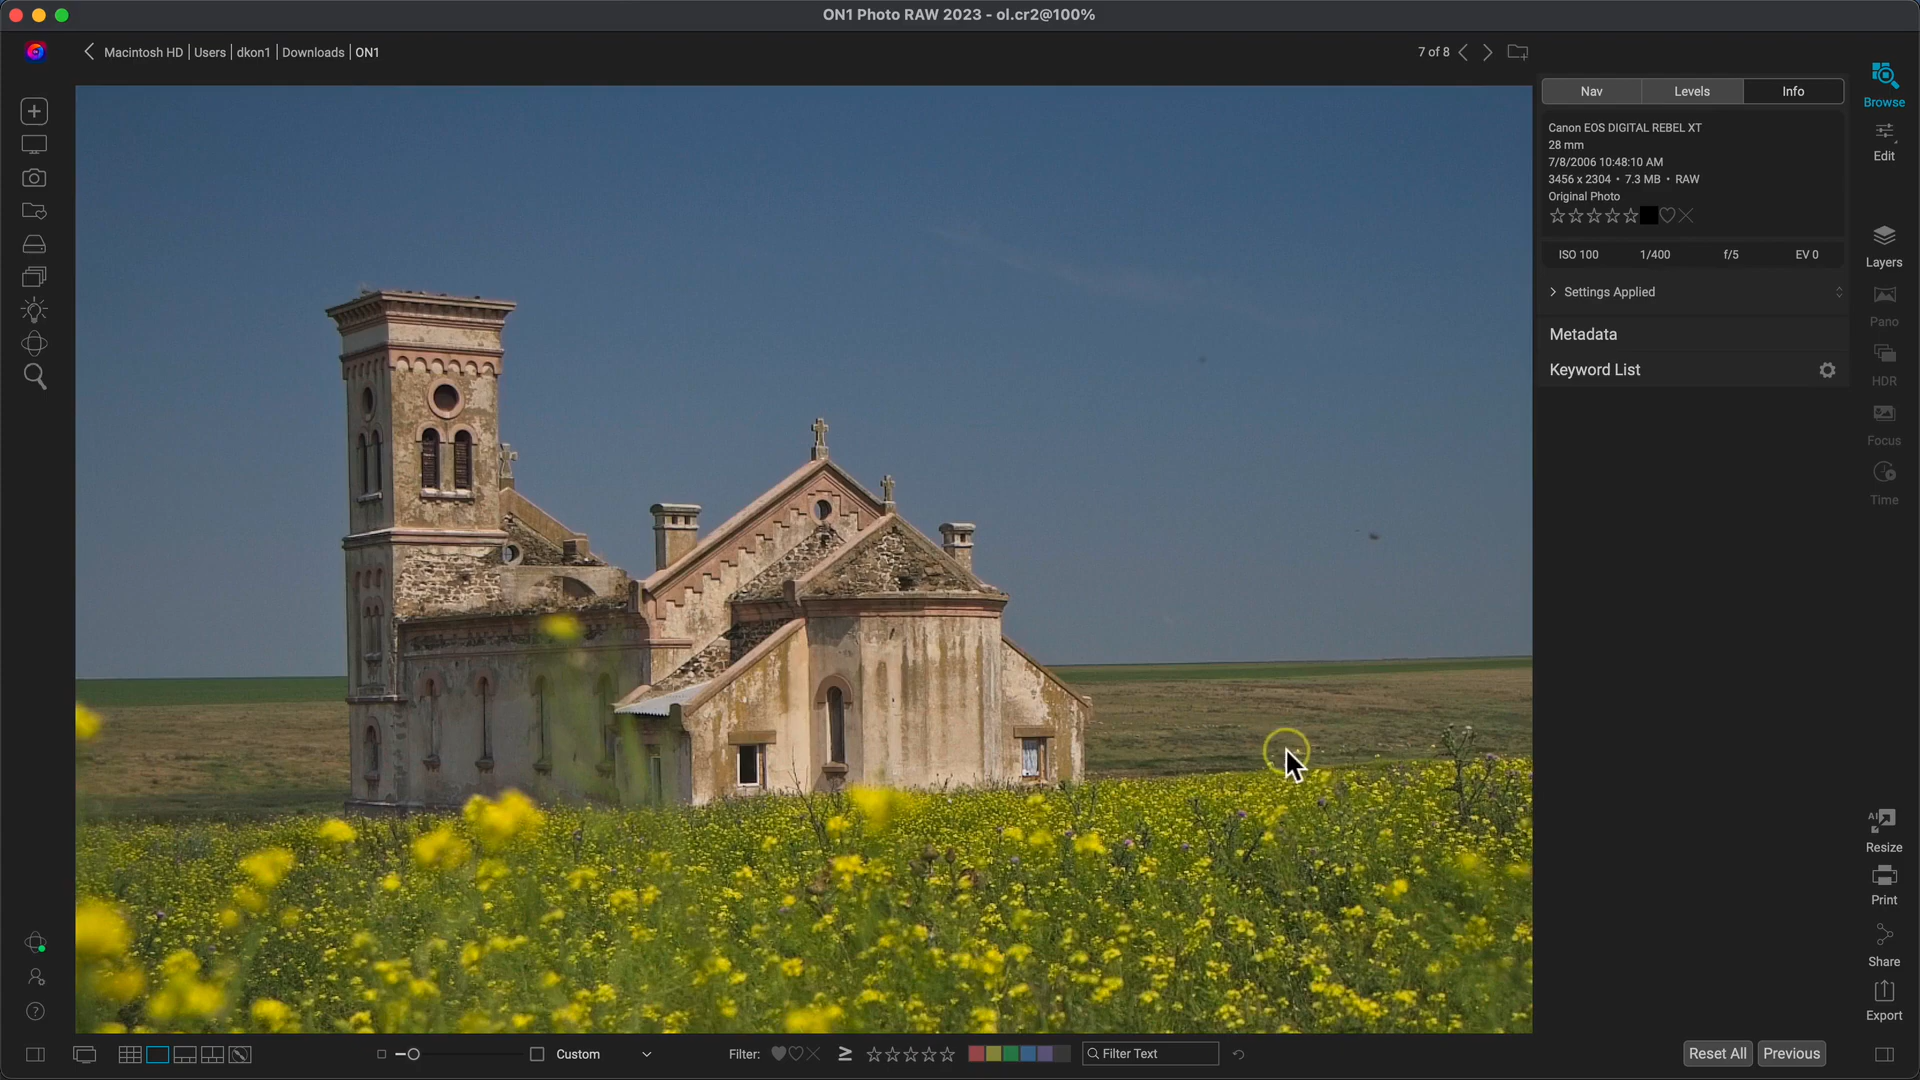 ON1 Photo RAW 2023 - ol.cr2@100%
Macintosh HD | Users | dkon1 | Downloads | ON1
7 of 8
Nav Levels Info
Browse
Canon EOS DIGITAL REBEL XT
28 mm
7/8/2006 10:48:10 AM
3456 x 2304 • 7.3 MB • RAW
Original Photo
Edit
ISO 100 1/400 f/5 EV 0
Layers
Settings Applied
Pano
Metadata
Keyword List
HDR
Focus
Time
AI
Resize
Print
Share
Export
Custom
Filter:
Filter Text
Reset All
Previous